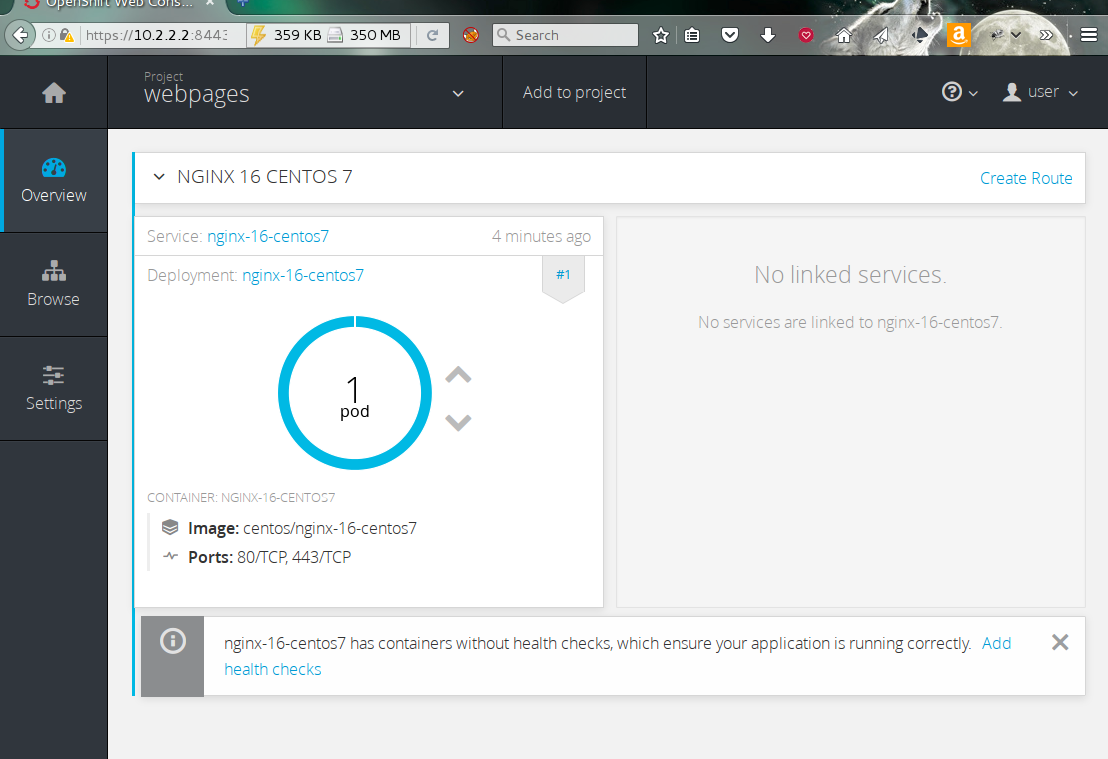 OpenShift Web Cons...
https://10.2.2.2:844
359 KB 350 MB
Search
Project
webpages
Add to project
user
Overview
Browse
Settings
NGINX 16 CENTOS 7
Create Route
Service: nginx-16-centos7
4 minutes ago
Deployment: nginx-16-centos7
#1
1
pod
CONTAINER: NGINX-16-CENTOS7
Image: centos/nginx-16-centos7
Ports: 80/TCP, 443/TCP
No linked services.
No services are linked to nginx-16-centos7.
nginx-16-centos7 has containers without health checks, which ensure your application is running correctly. Add
health checks